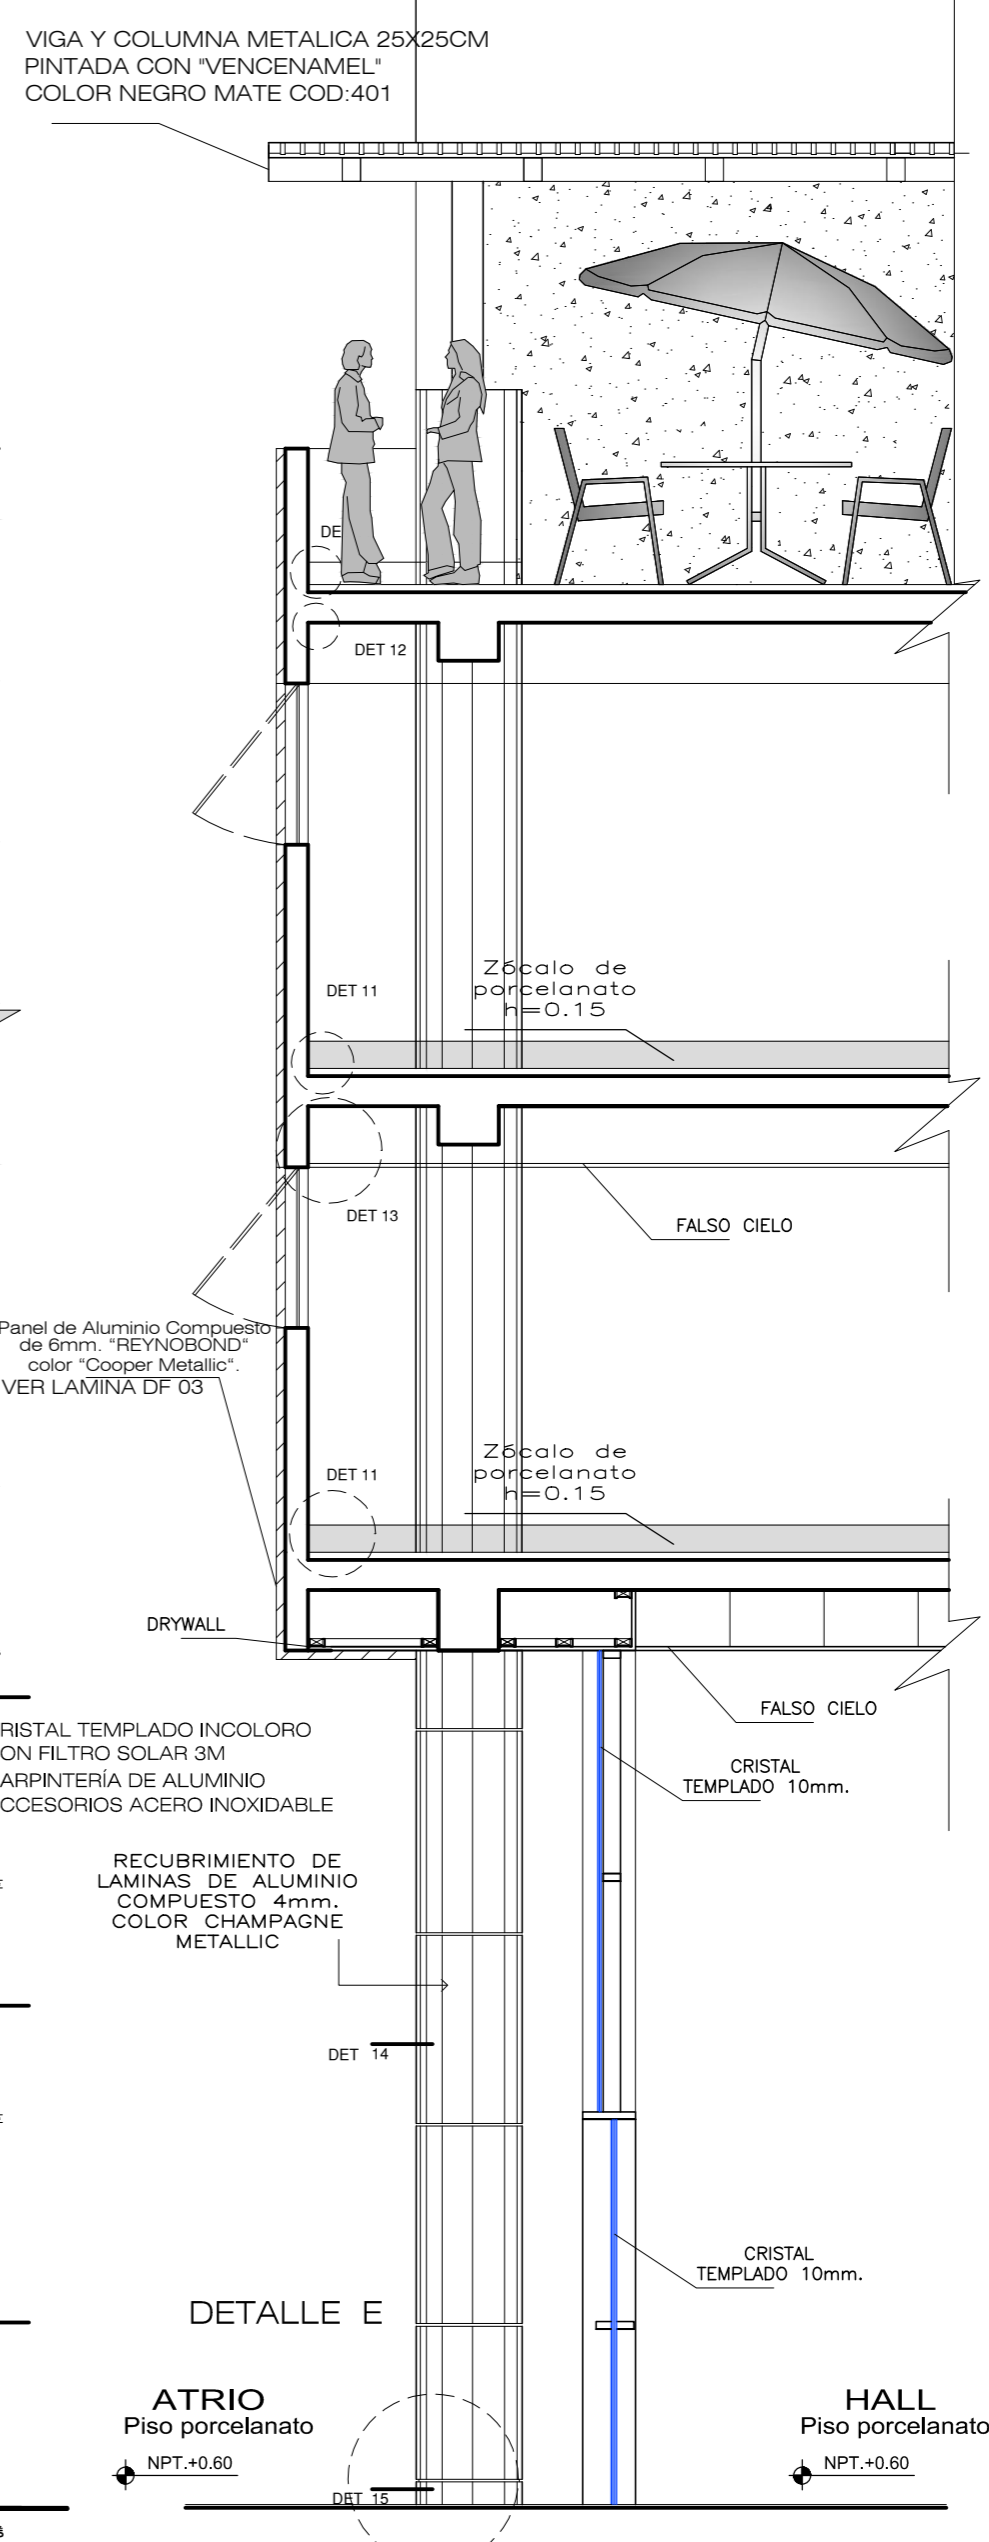 VIGA Y COLUMNA METALICA 25X25CM
PINTADA CON "VENCENAMEL"
COLOR NEGRO MATE COD:401
DE
DET 12
DET 11
Zócalo de
porcelanato
h=0.15
DET 13
FALSO CIELO
Panel de Aluminio Compuesto
de 6mm. "REYNOBOND"
color "Cooper Metallic".
VER LAMINA DF 03
DET 11
Zócalo de
porcelanato
h=0.15
DRYWALL
FALSO CIELO
RISTAL TEMPLADO INCOLORO
ON FILTRO SOLAR 3M
ARPINTERÍA DE ALUMINIO
CCESORIOS ACERO INOXIDABLE
CRISTAL
TEMPLADO 10mm.
RECUBRIMIENTO DE
LAMINAS DE ALUMINIO
COMPUESTO 4mm.
COLOR CHAMPAGNE
METALLIC
DET 14
CRISTAL
TEMPLADO 10mm.
DETALLE E
ATRIO
Piso porcelanato
NPT.+0.60
HALL
Piso porcelanato
NPT.+0.60
DET 15